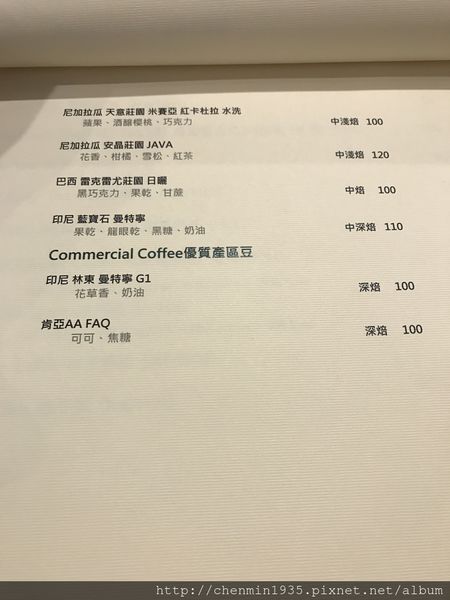 尼加拉瓜 天意莊園 米賽亞 紅卡杜拉 水洗
蘋果、酒釀櫻桃、巧克力 中淺焙 100
尼加拉瓜 安晶莊園 JAVA
花香、柑橘、雪松、紅茶 中淺焙 120
巴西 雷克雷尤莊園 日曬
黑巧克力、果乾、甘蔗 中焙 100
印尼 藍寶石 曼特寧
果乾、龍眼乾、黑糖、奶油 中深焙 110
Commercial Coffee優質產區豆
印尼 林東 曼特寧 G1
花草香、奶油 深焙 100
肯亞AA FAQ
可可、焦糖 深焙 100
http://chenmin1935.pixnet.net/album